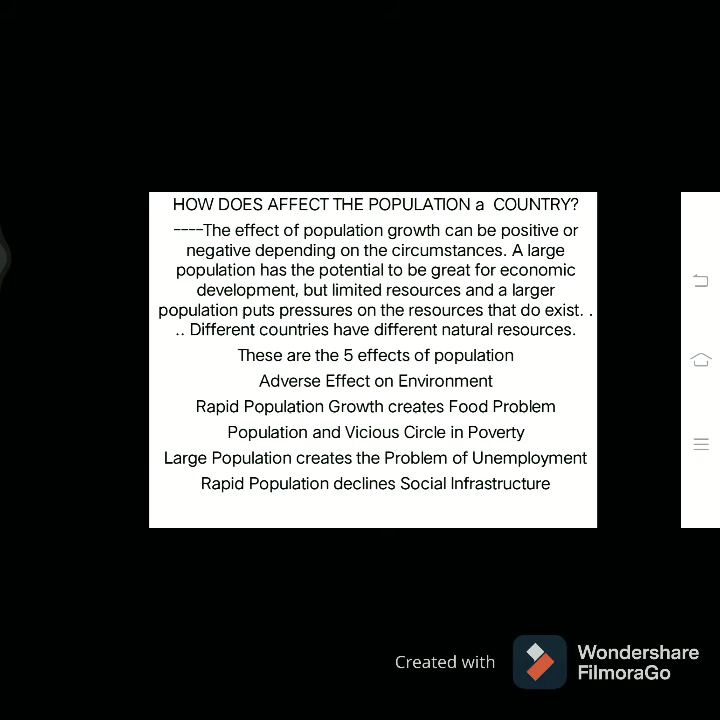 HOW DOES AFFECT THE POPULATION a COUNTRY?
----The effect of population growth can be positive or
negative depending on the circumstances. A large
population has the potential to be great for economic
development, but limited resources and a larger
population puts pressures on the resources that do exist. .
.. Different countries have different natural resources.
These are the 5 effects of population
Adverse Effect on Environment
Rapid Population Growth creates Food Problem
Population and Vicious Circle in Poverty
Large Population creates the Problem of Unemployment
Rapid Population declines Social Infrastructure
Created with
Wondershare
FilmoraGo